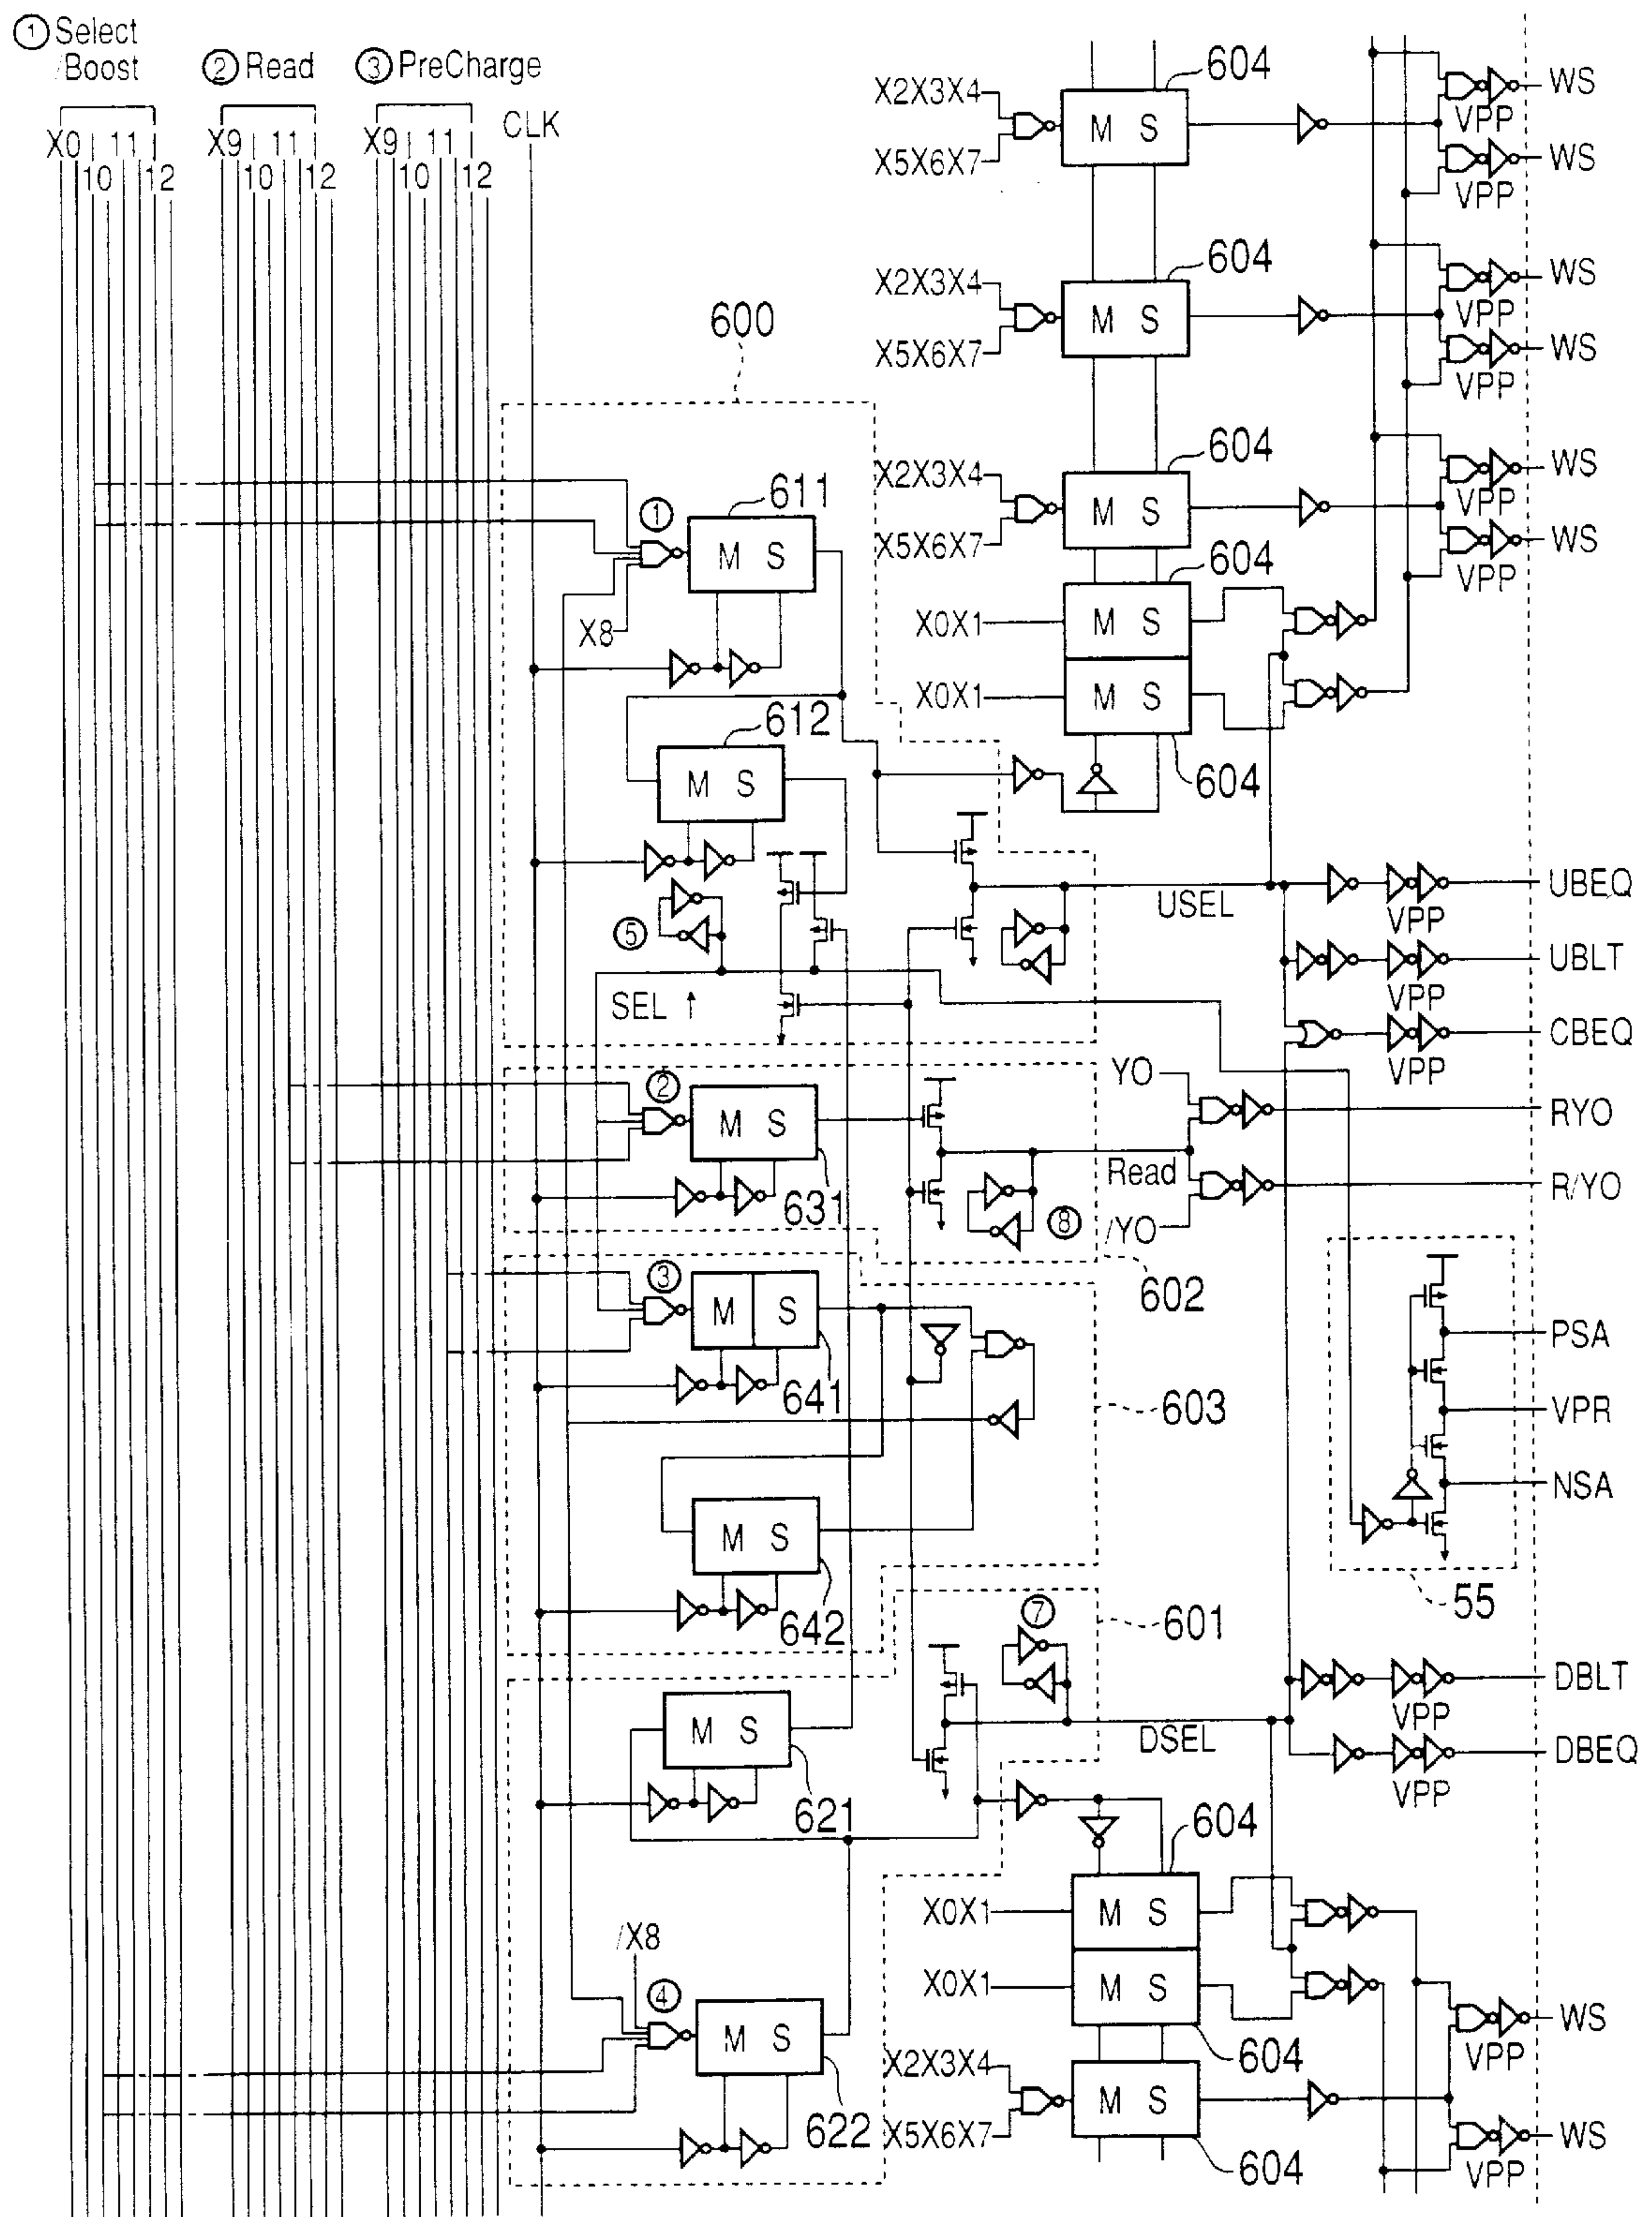 ① Select
/Boost
② Read
③ PreCharge
X0 11
10 12
X9 11
10 12
X9 11
10 12
CLK
X2X3X4
X5X6X7
M S
604
WS
VPP
WS
VPP
X2X3X4
X5X6X7
M S
604
WS
VPP
WS
VPP
600
X2X3X4
X5X6X7
M S
604
WS
VPP
WS
VPP
①
M S
611
X8
X0X1
M S
604
X0X1
M S
604
M S
612
⑤
SEL ↑
USEL
UBEQ
VPP
UBLT
VPP
CBEQ
VPP
②
M S
631
Read
⑧
YO
/YO
RYO
R/YO
602
③
M S
641
603
PSA
VPR
NSA
55
M S
642
601
⑦
M S
621
DSEL
DBLT
VPP
DBEQ
VPP
604
X0X1
M S
X0X1
M S
604
/X8
④
M S
622
X2X3X4
X5X6X7
M S
604
WS
VPP
WS
VPP